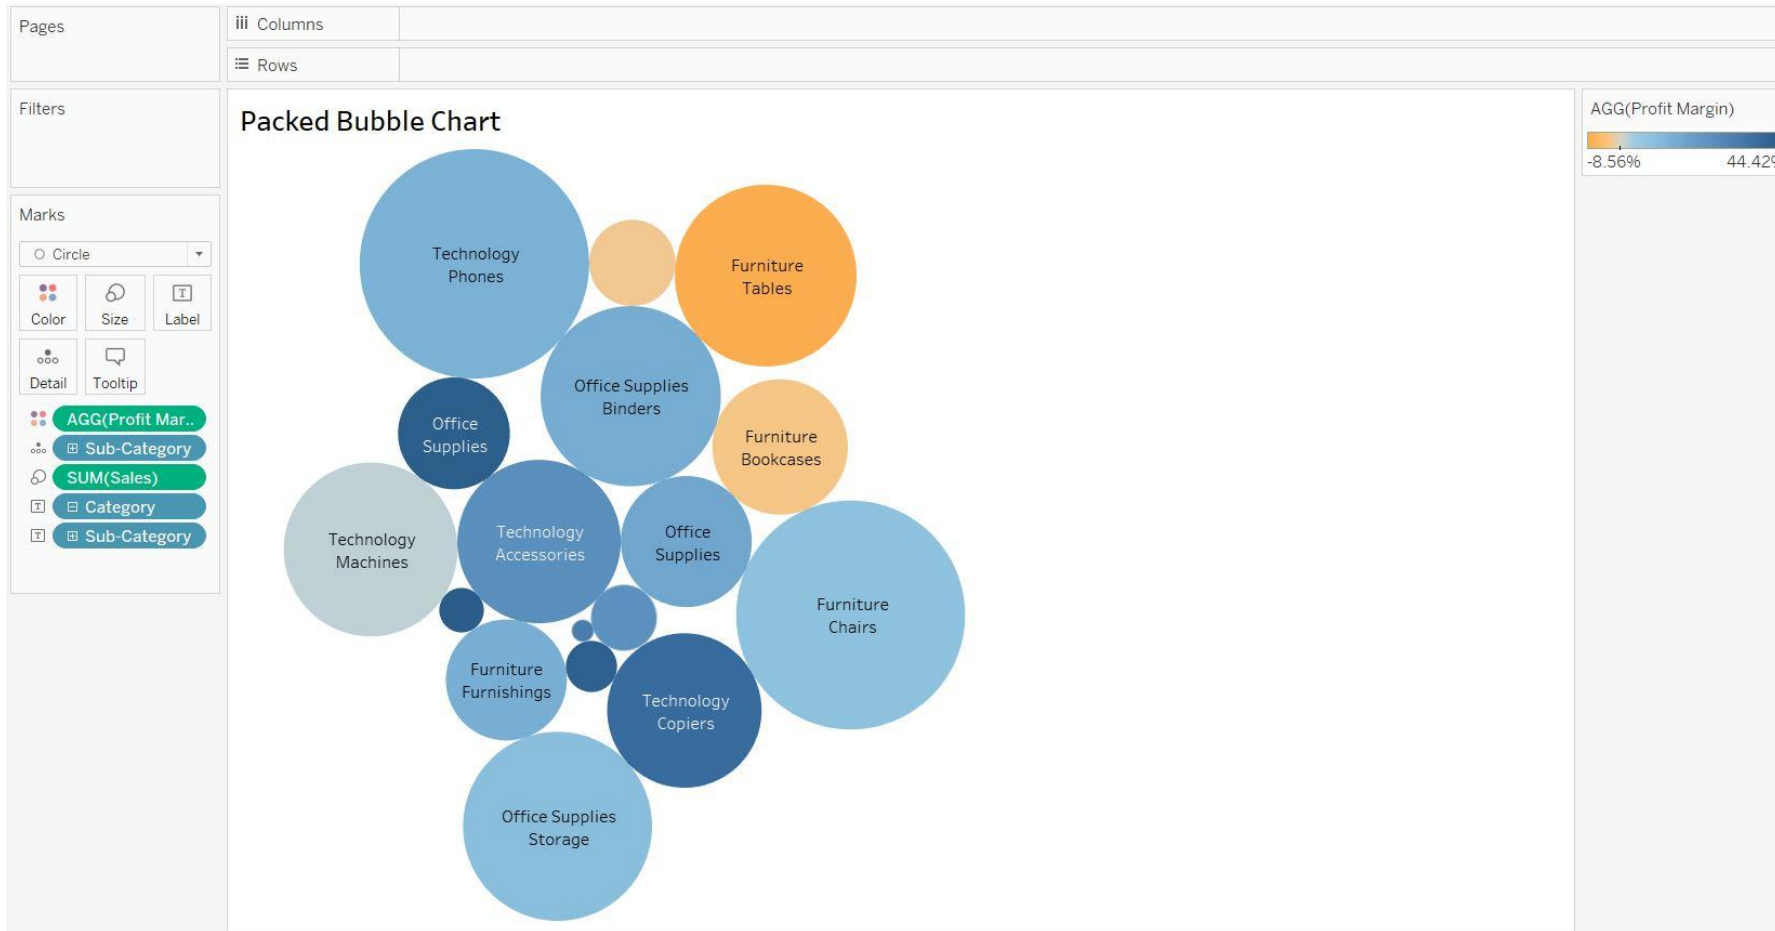 Pages
Columns
Rows
Filters
Marks
Circle
Color
Size
Label
Detail
Tooltip
AGG(Profit Mar..
Sub-Category
SUM(Sales)
Category
Sub-Category
Packed Bubble Chart
Technology
Phones
Furniture
Tables
Office Supplies
Binders
Office
Supplies
Furniture
Bookcases
Technology
Machines
Technology
Accessories
Office
Supplies
Furniture
Chairs
Furniture
Furnishings
Technology
Copiers
Office Supplies
Storage
AGG(Profit Margin)
-8.56% 44.42%